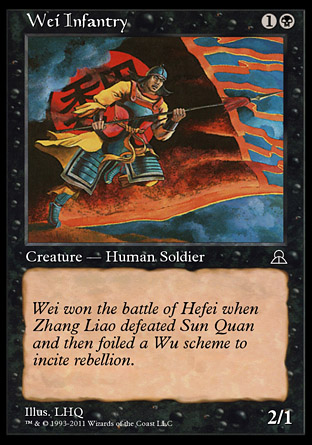 Wei Infantry 1
Creature — Human Soldier
Wei won the battle of Hefei when
Zhang Liao defeated Sun Quan
and then foiled a Wu scheme to
incite rebellion.
Illus. LHQ
™ & © 1993-2011 Wizards of the Coast LLC
2/1